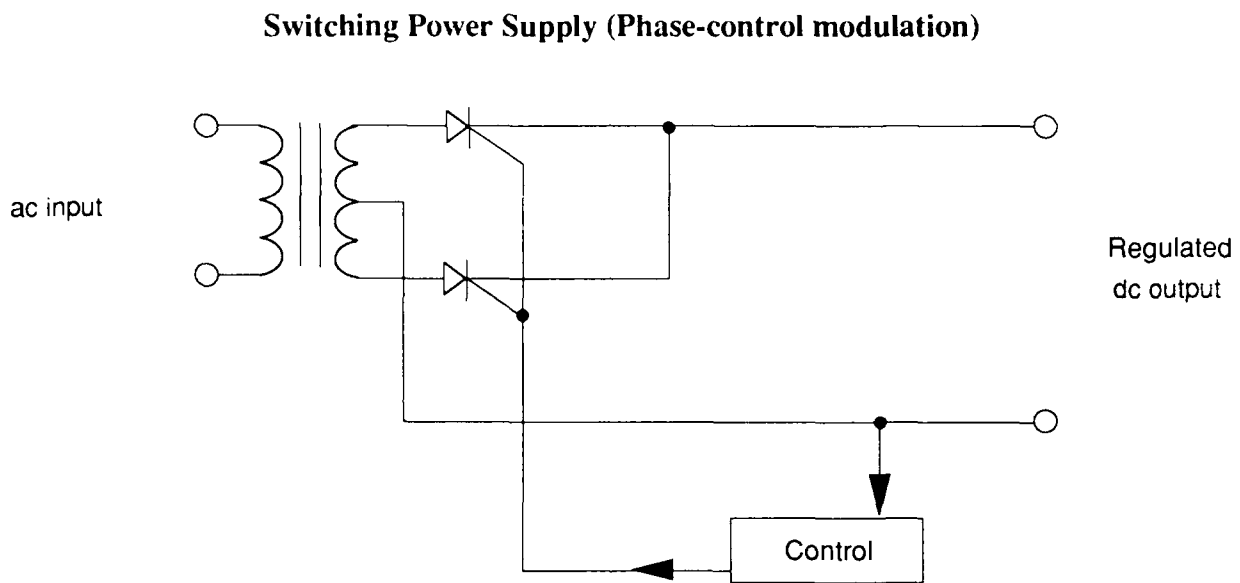 Switching Power Supply (Phase-control modulation)
ac input
Regulated
dc output
Control